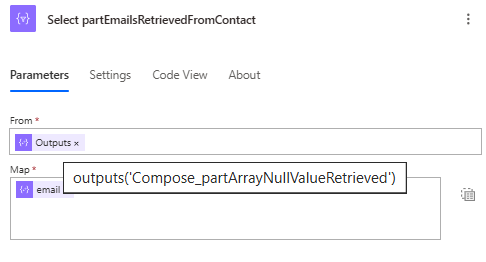 Select partEmailsRetrievedFromContact
Parameters Settings Code View About
From *
Outputs ×
Map *
outputs('Compose_partArrayNullValueRetrieved')
email